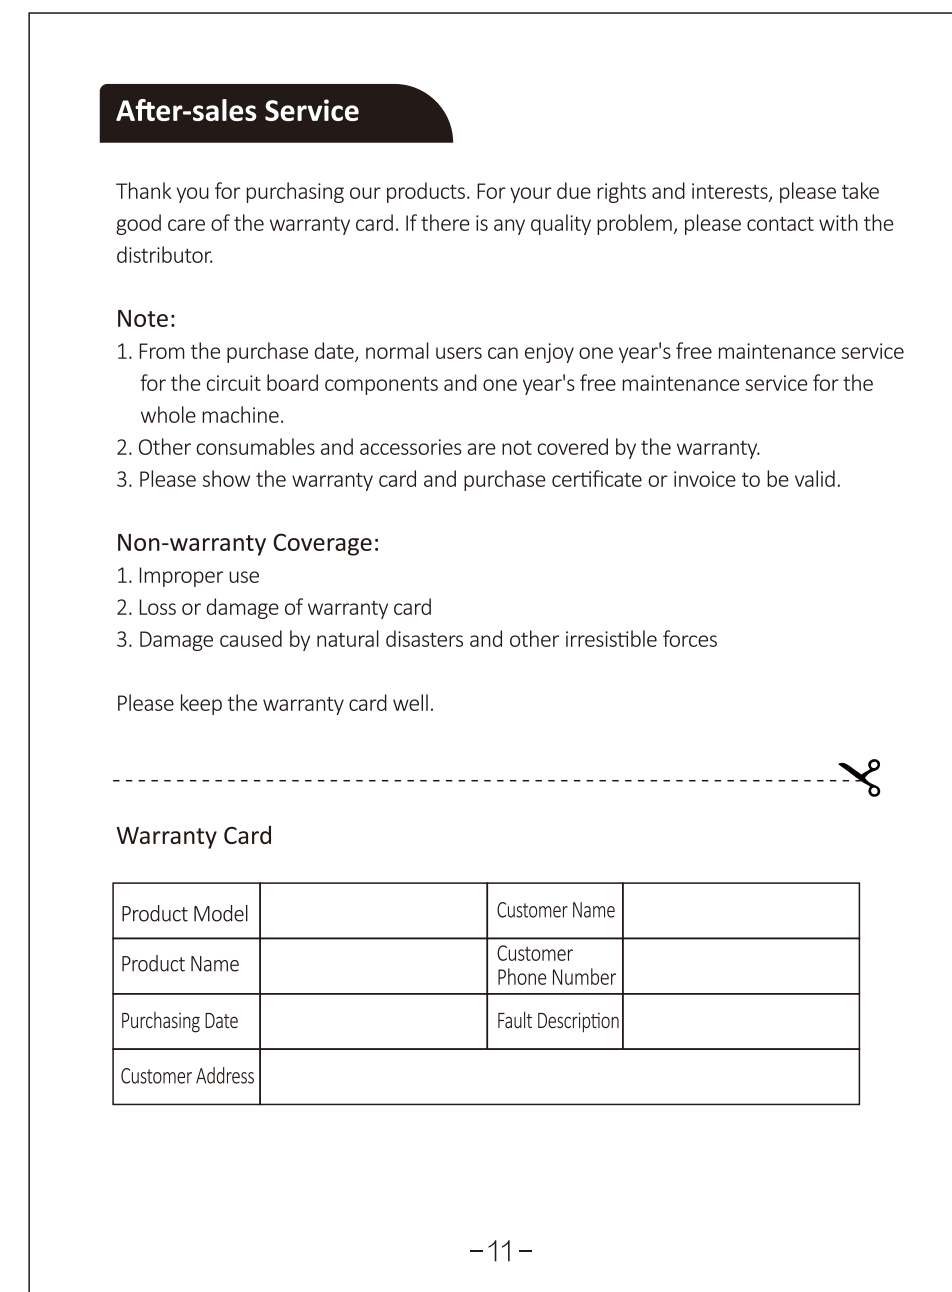 After-sales Service
Thank you for purchasing our products. For your due rights and interests, please take
good care of the warranty card. If there is any quality problem, please contact with the
distributor.
Note:
1. From the purchase date, normal users can enjoy one year's free maintenance service
for the circuit board components and one year's free maintenance service for the
whole machine.
2. Other consumables and accessories are not covered by the warranty.
3. Please show the warranty card and purchase certificate or invoice to be valid.
Non-warranty Coverage:
1. Improper use
2. Loss or damage of warranty card
3. Damage caused by natural disasters and other irresistible forces
Please keep the warranty card well.
Warranty Card
Product Model
Customer Name
Product Name
Customer
Phone Number
Purchasing Date
Fault Description
Customer Address
–11–